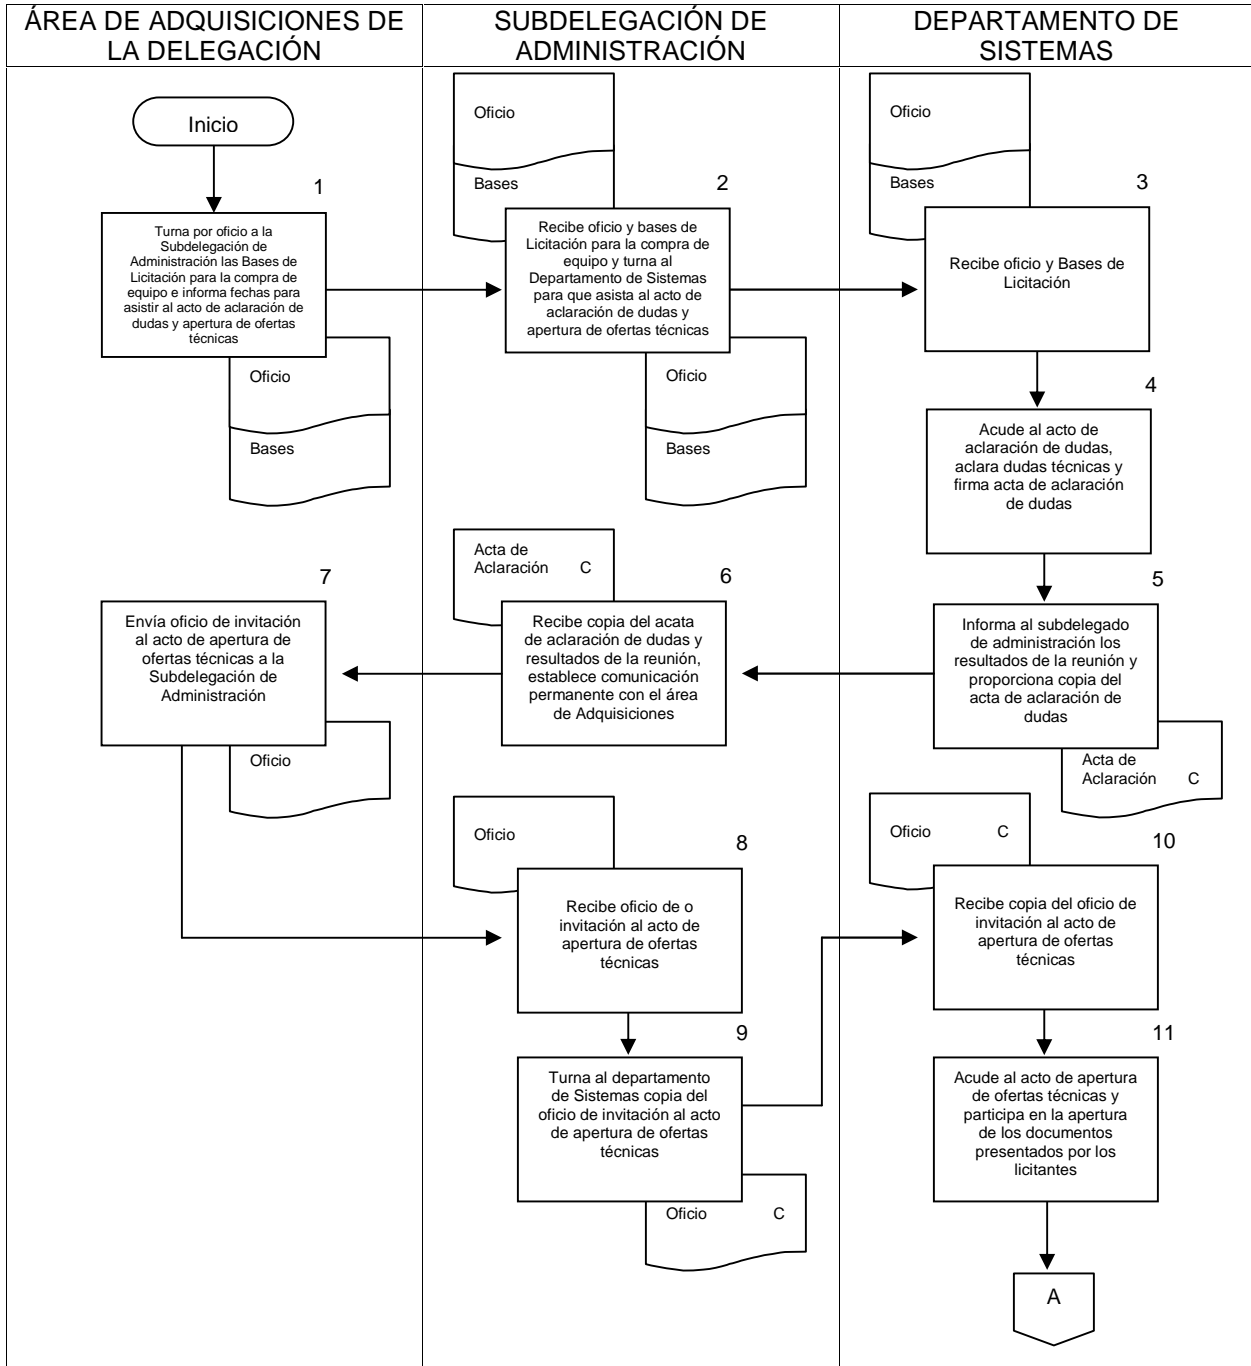 ÁREA DE ADQUISICIONES DE
LA DELEGACIÓN
SUBDELEGACIÓN DE
ADMINISTRACIÓN
DEPARTAMENTO DE
SISTEMAS
Inicio
1
Turna por oficio a la
Subdelegación de
Administración las Bases de
Licitación para la compra de
equipo e informa fechas para
asistir al acto de aclaración de
dudas y apertura de ofertas
técnicas
Oficio
Bases
Oficio
Bases
2
Recibe oficio y bases de
Licitación para la compra de
equipo y turna al
Departamento de Sistemas
para que asista al acto de
aclaración de dudas y
apertura de ofertas técnicas
Oficio
Bases
Oficio
Bases
3
Recibe oficio y Bases de
Licitación
4
Acude al acto de
aclaración de dudas,
aclara dudas técnicas y
firma acta de aclaración
de dudas
5
Informa al subdelegado
de administración los
resultados de la reunión y
proporciona copia del
acta de aclaración de
dudas
Acta de
Aclaración C
Acta de
Aclaración C
6
Recibe copia del acata
de aclaración de dudas y
resultados de la reunión,
establece comunicación
permanente con el área
de Adquisiciones
7
Envía oficio de invitación
al acto de apertura de
ofertas técnicas a la
Subdelegación de
Administración
Oficio
Oficio
8
Recibe oficio de o
invitación al acto de
apertura de ofertas
técnicas
9
Turna al departamento
de Sistemas copia del
oficio de invitación al acto
de apertura de ofertas
técnicas
Oficio C
Oficio C
10
Recibe copia del oficio de
invitación al acto de
apertura de ofertas
técnicas
11
Acude al acto de apertura
de ofertas técnicas y
participa en la apertura
de los documentos
presentados por los
licitantes
A